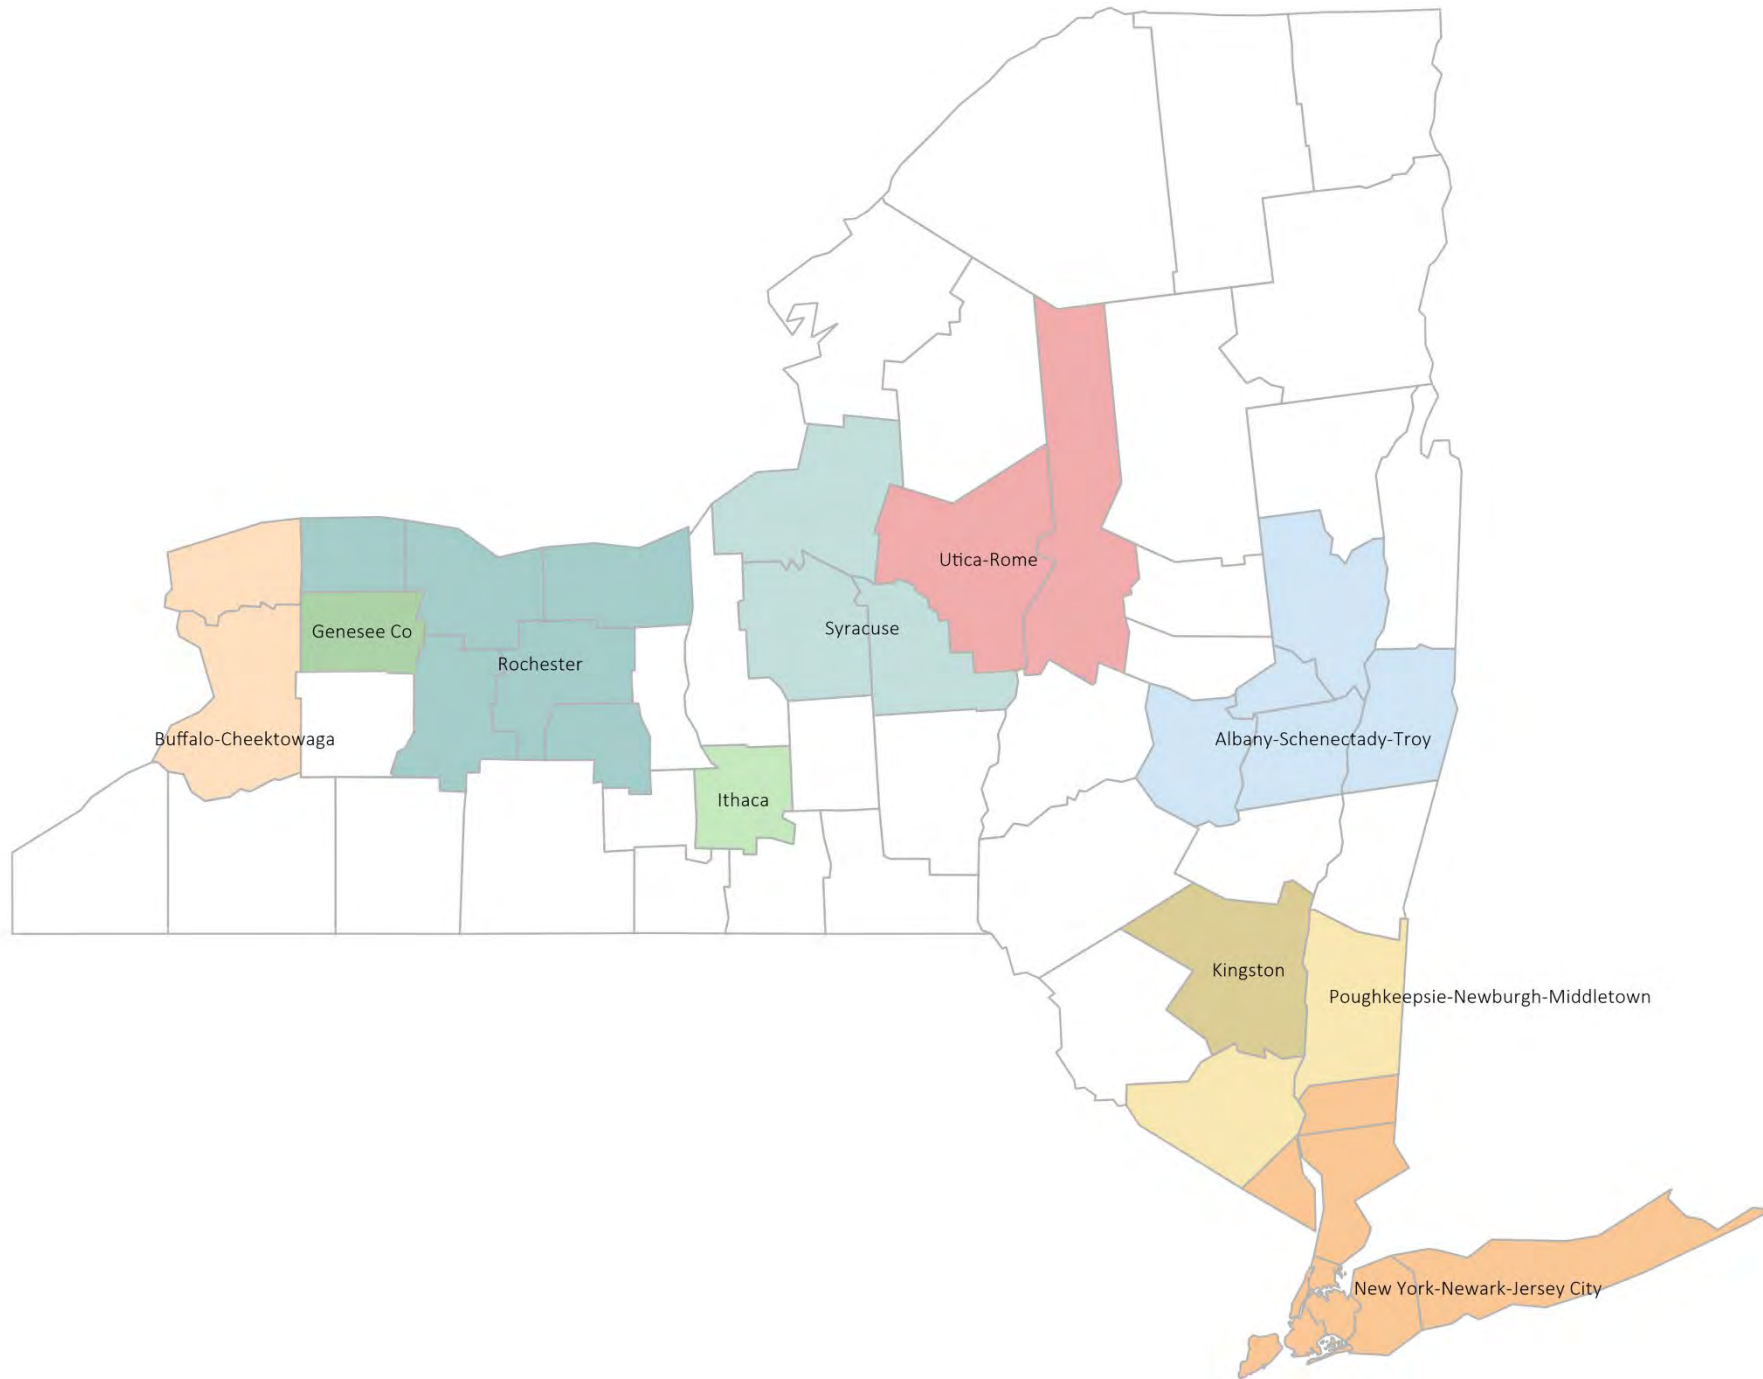 Utica-Rome
Syracuse
Genesee Co
Rochester
Buffalo-Cheektowaga
Albany-Schenectady-Troy
Ithaca
Kingston
Poughkeepsie-Newburgh-Middletown
New York-Newark-Jersey City